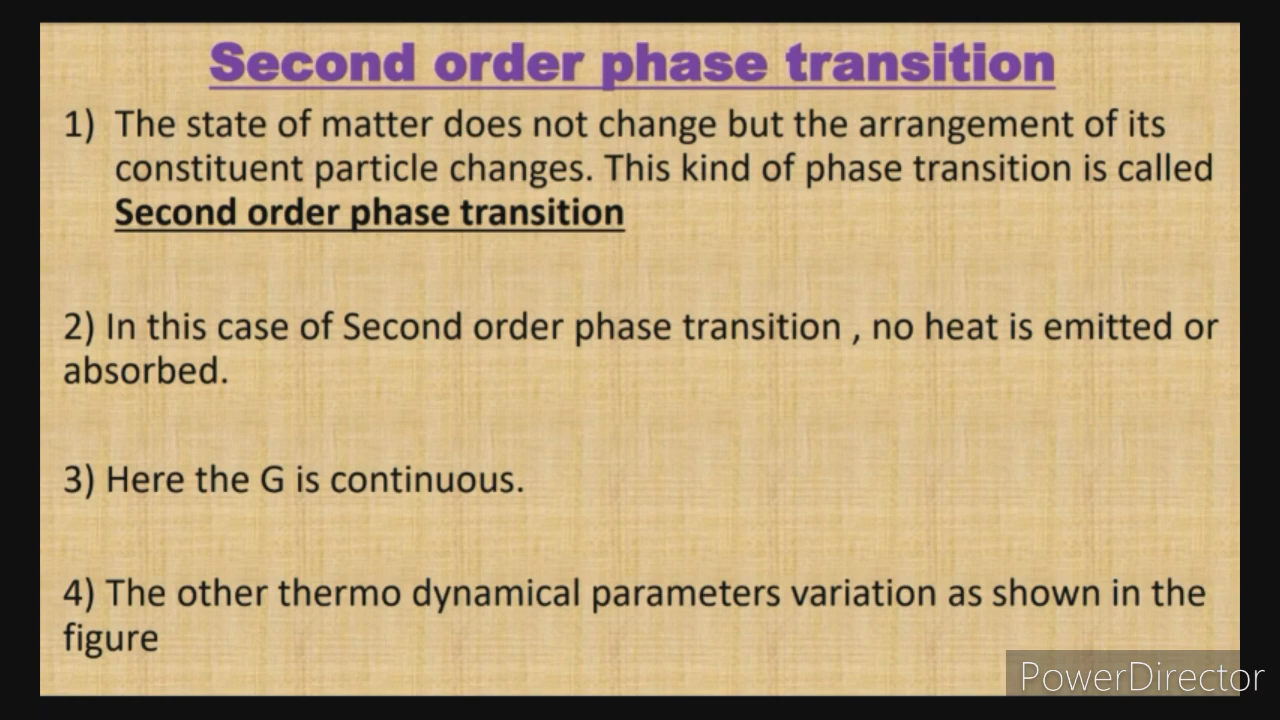 Second order phase transition
1) The state of matter does not change but the arrangement of its
constituent particle changes. This kind of phase transition is called
Second order phase transition
2) In this case of Second order phase transition , no heat is emitted or
absorbed.
3) Here the G is continuous.
4) The other thermo dynamical parameters variation as shown in the
figure
PowerDirector